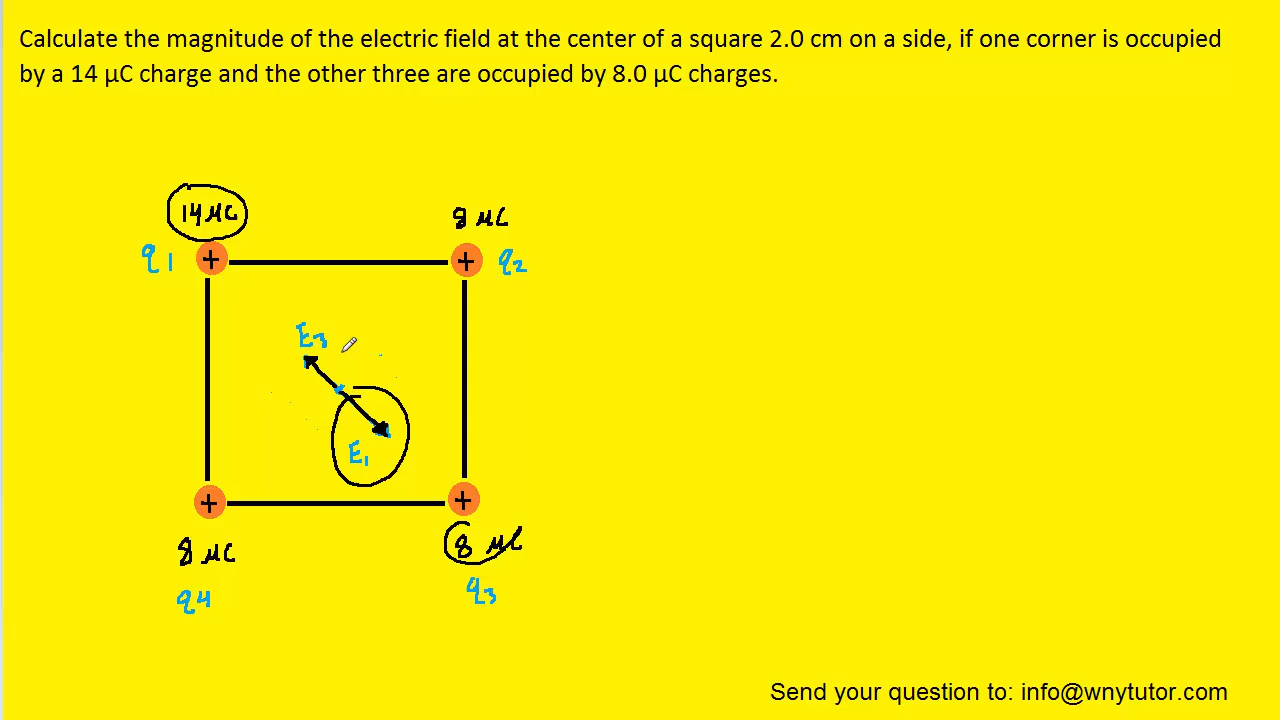 Calculate the magnitude of the electric field at the center of a square 2.0 cm on a side, if one corner is occupied
by a 14 μC charge and the other three are occupied by 8.0 μC charges.
14 μC
8 μC
q1 + + q2
E3
E1
+ +
8 μC
8 μC
q4
q3
Send your question to: info@wnytutor.com